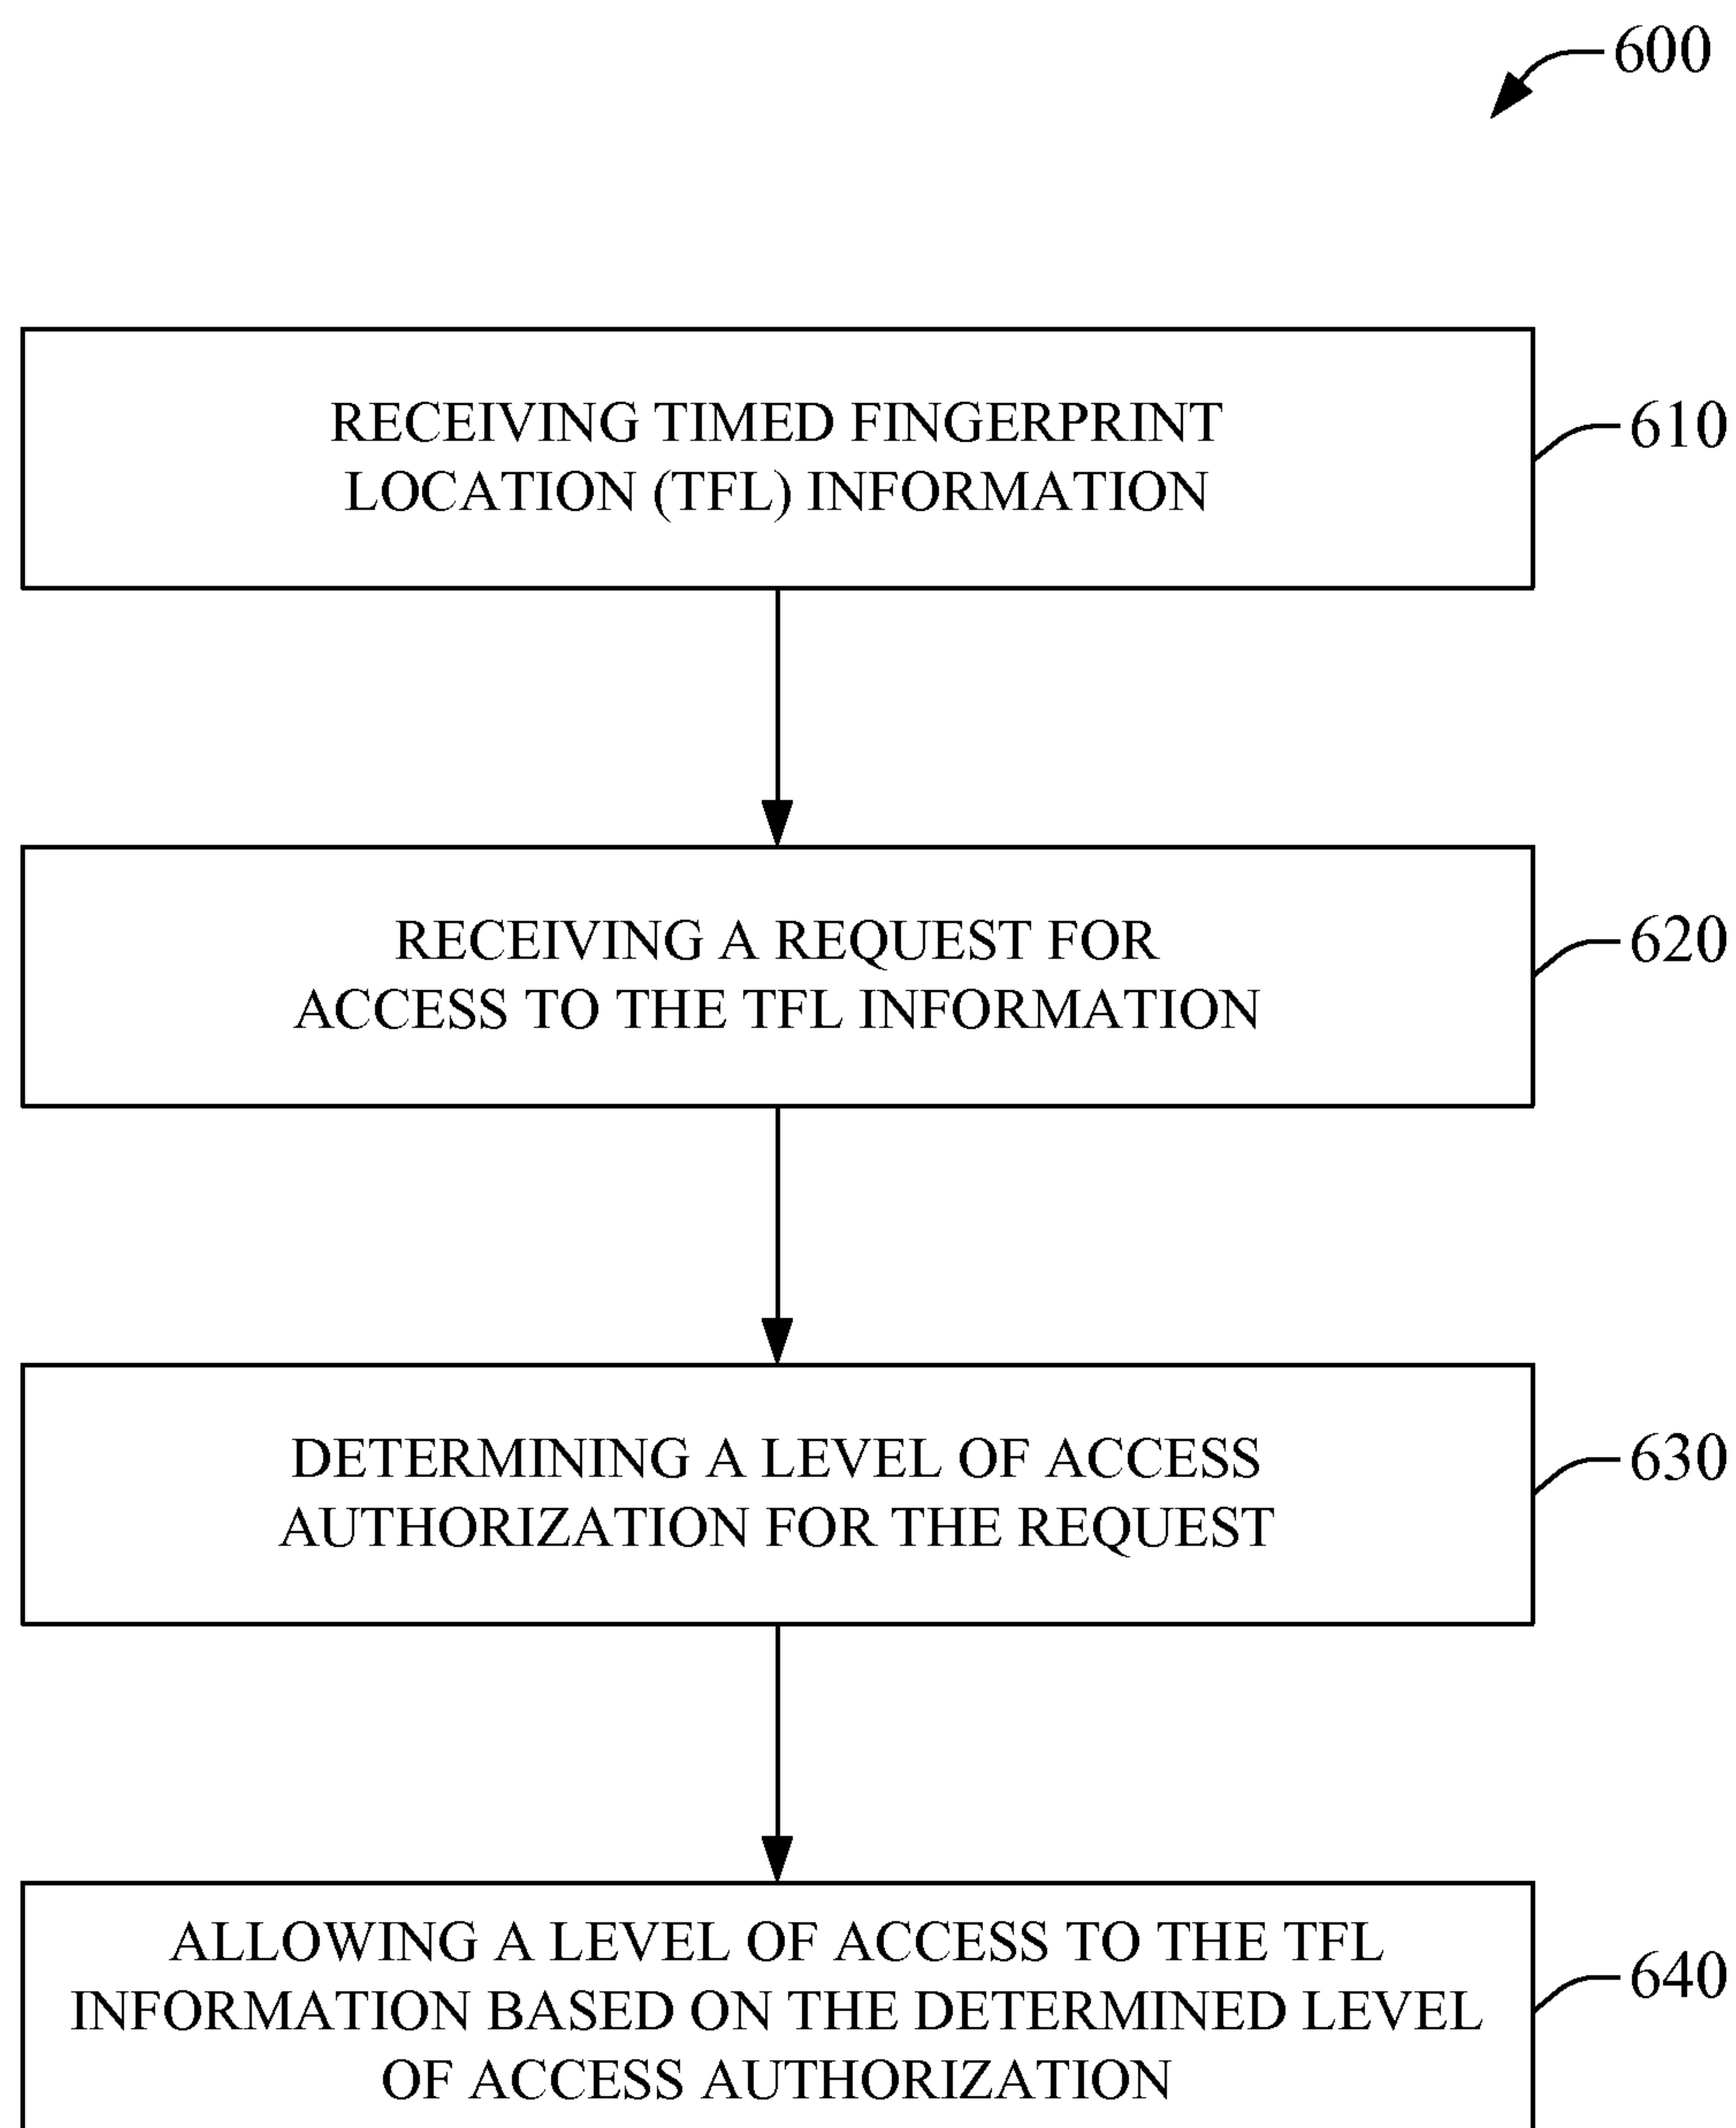 600
RECEIVING TIMED FINGERPRINT
LOCATION (TFL) INFORMATION
610
RECEIVING A REQUEST FOR
ACCESS TO THE TFL INFORMATION
620
DETERMINING A LEVEL OF ACCESS
AUTHORIZATION FOR THE REQUEST
630
ALLOWING A LEVEL OF ACCESS TO THE TFL
INFORMATION BASED ON THE DETERMINED LEVEL
OF ACCESS AUTHORIZATION
640